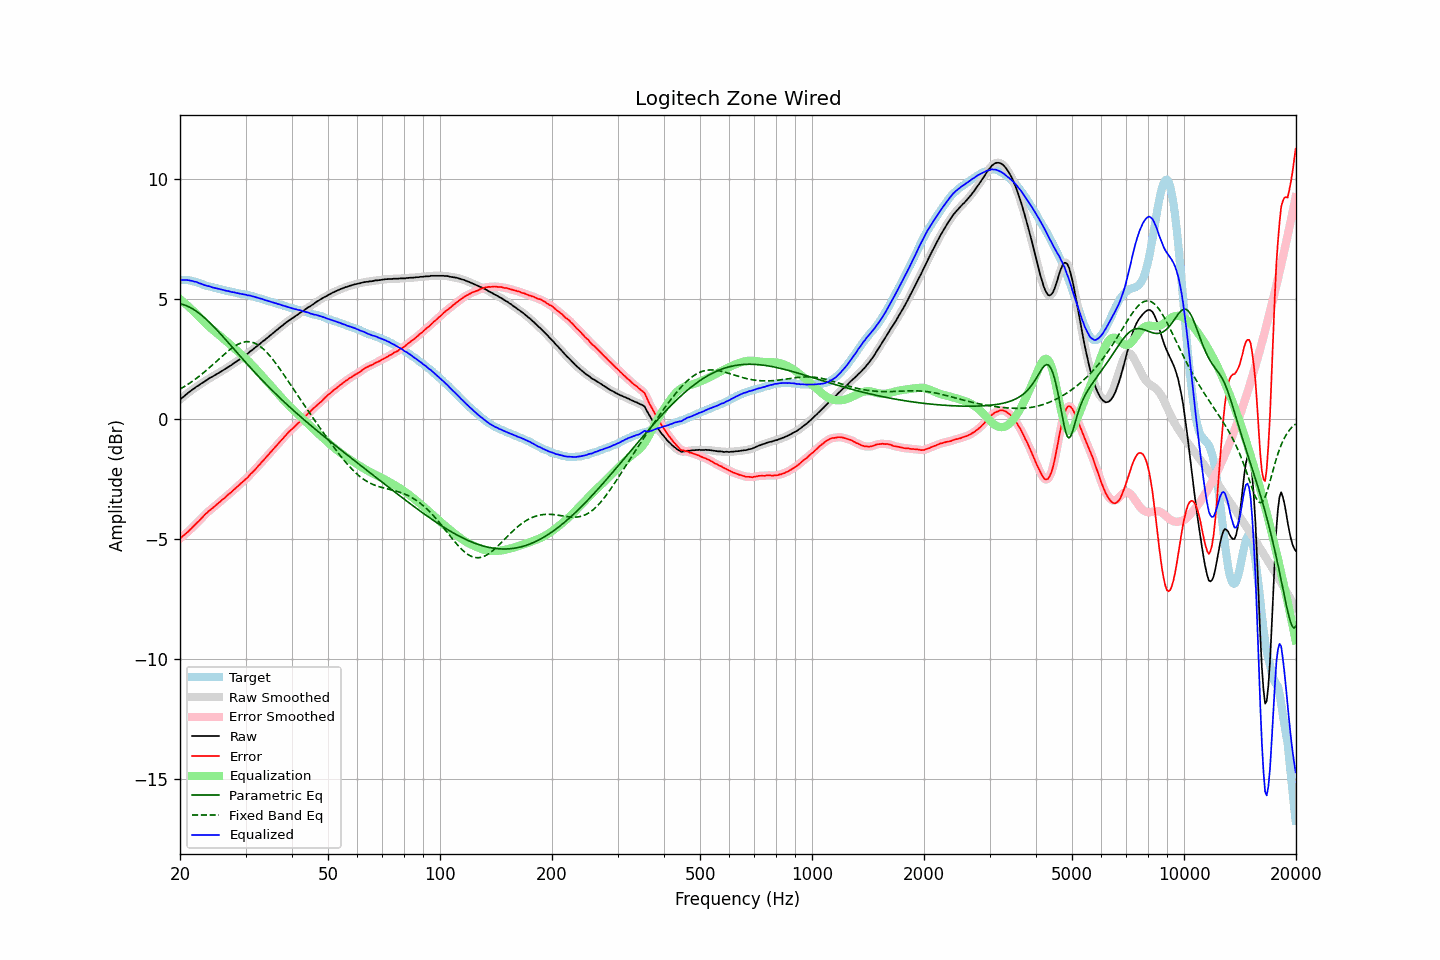 Logitech Zone Wired
Amplitude (dBr)
10
5
0
−5
−10
−15
Target
Raw Smoothed
Error Smoothed
Raw
Error
Equalization
Parametric Eq
Fixed Band Eq
Equalized
20 50 100 200 500 1000 2000 5000 10000 20000
Frequency (Hz)